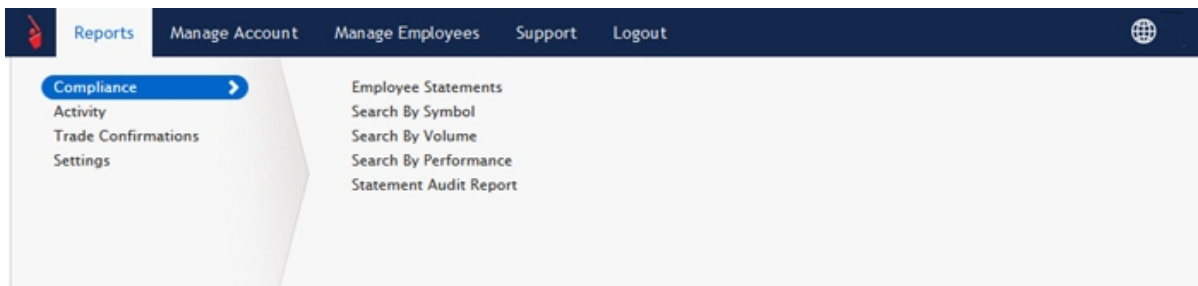 Reports Manage Account Manage Employees Support Logout
Compliance
Activity
Trade Confirmations
Settings
Employee Statements
Search By Symbol
Search By Volume
Search By Performance
Statement Audit Report